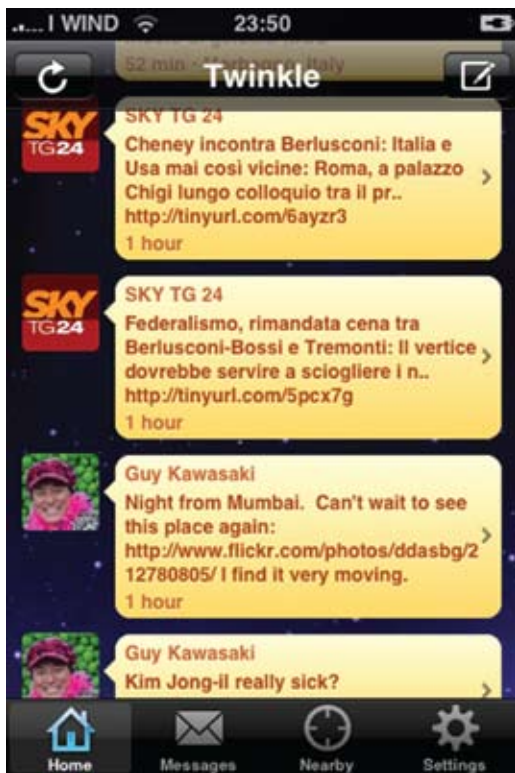 I WIND 23:50
Twinkle
SKY TG 24
SKY
TG24
Cheney incontra Berlusconi: Italia e
Usa mai così vicine: Roma, a palazzo
Chigi lungo colloquio tra il pr..
http://tinyurl.com/6ayzr3
1 hour
SKY TG 24
SKY
TG24
Federalismo, rimandata cena tra
Berlusconi-Bossi e Tremonti: Il vertice
dovrebbe servire a sciogliere i n..
http://tinyurl.com/5pcx7g
1 hour
Guy Kawasaki
Night from Mumbai. Can't wait to see
this place again:
http://www.flickr.com/photos/ddasbg/2
12780805/ I find it very moving.
1 hour
Guy Kawasaki
Kim Jong-il really sick?
Home Messages Nearby Settings